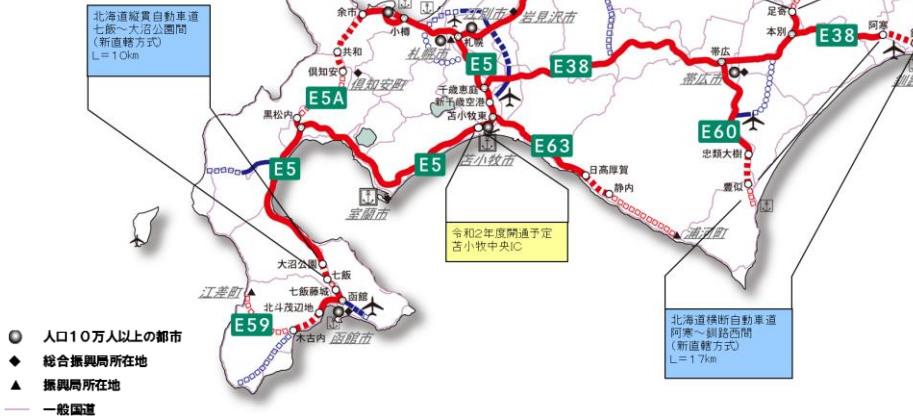 北海道縦貫自動車道
七飯～大沼公園間
(新直轄方式)
L=10km
余市
小樽
江別市
岩見沢市
札幌
札幌市
共和
倶知安
倶知安町
E5A
黒松内
E5
E5
E5
千歳恵庭
新千歳空港
苫小牧東
苫小牧市
室蘭市
E38
E63
日高厚賀
静内
浦河町
足寄
本別
阿寒
E38
帯広
帯広市
E60
忠類大樹
豊似
令和2年度開通予定
苫小牧中央IC
大沼公園
七飯
七飯藤城
函館
北斗茂辺地
江差町
E59
木古内
函館市
北海道横断自動車道
阿寒～釧路西間
(新直轄方式)
L=17km
人口10万人以上の都市
総合振興局所在地
振興局所在地
一般国道